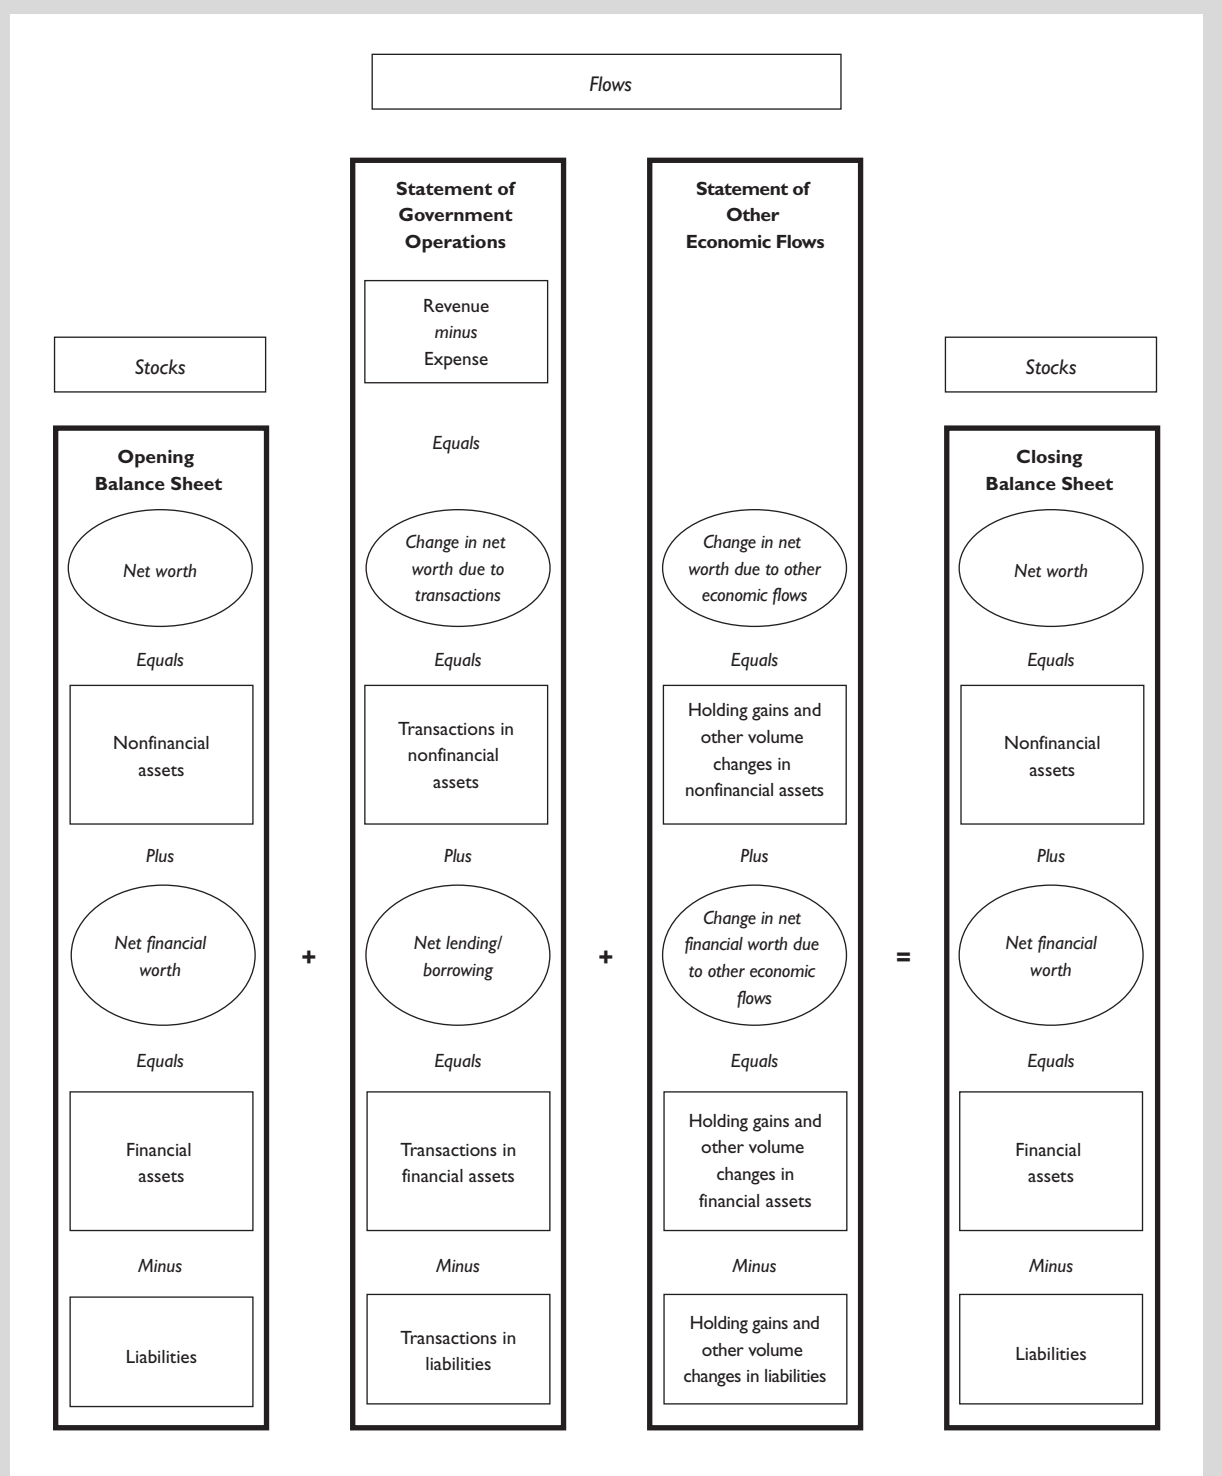 Flows
Stocks
Opening
Balance Sheet
Net worth
Equals
Nonfinancial
assets
Plus
Net financial
worth
Equals
Financial
assets
Minus
Liabilities
+
Statement of
Government
Operations
Revenue
minus
Expense
Equals
Change in net
worth due to
transactions
Equals
Transactions in
nonfinancial
assets
Plus
Net lending/
borrowing
Equals
Transactions in
financial assets
Minus
Transactions in
liabilities
+
Statement of
Other
Economic Flows
Change in net
worth due to other
economic flows
Equals
Holding gains and
other volume
changes in
nonfinancial assets
Plus
Change in net
financial worth due
to other economic
flows
Equals
Holding gains and
other volume
changes in
financial assets
Minus
Holding gains and
other volume
changes in liabilities
=
Stocks
Closing
Balance Sheet
Net worth
Equals
Nonfinancial
assets
Plus
Net financial
worth
Equals
Financial
assets
Minus
Liabilities